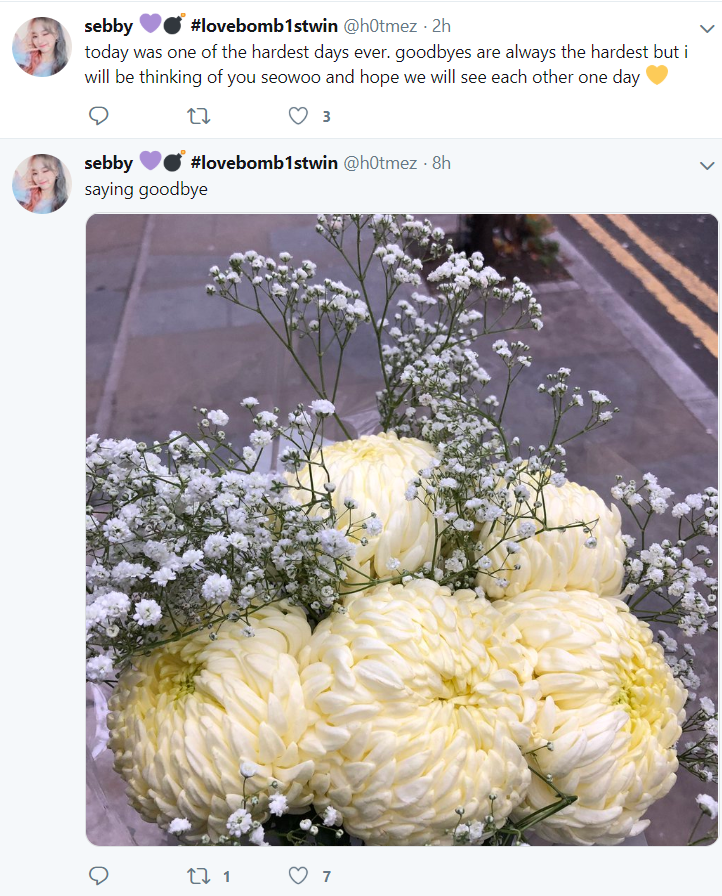 sebby 💜💣 #lovebomb1stwin @h0tmez · 2h
today was one of the hardest days ever. goodbyes are always the hardest but i
will be thinking of you seowoo and hope we will see each other one day 💛
3
sebby 💜💣 #lovebomb1stwin @h0tmez · 8h
saying goodbye
1 7